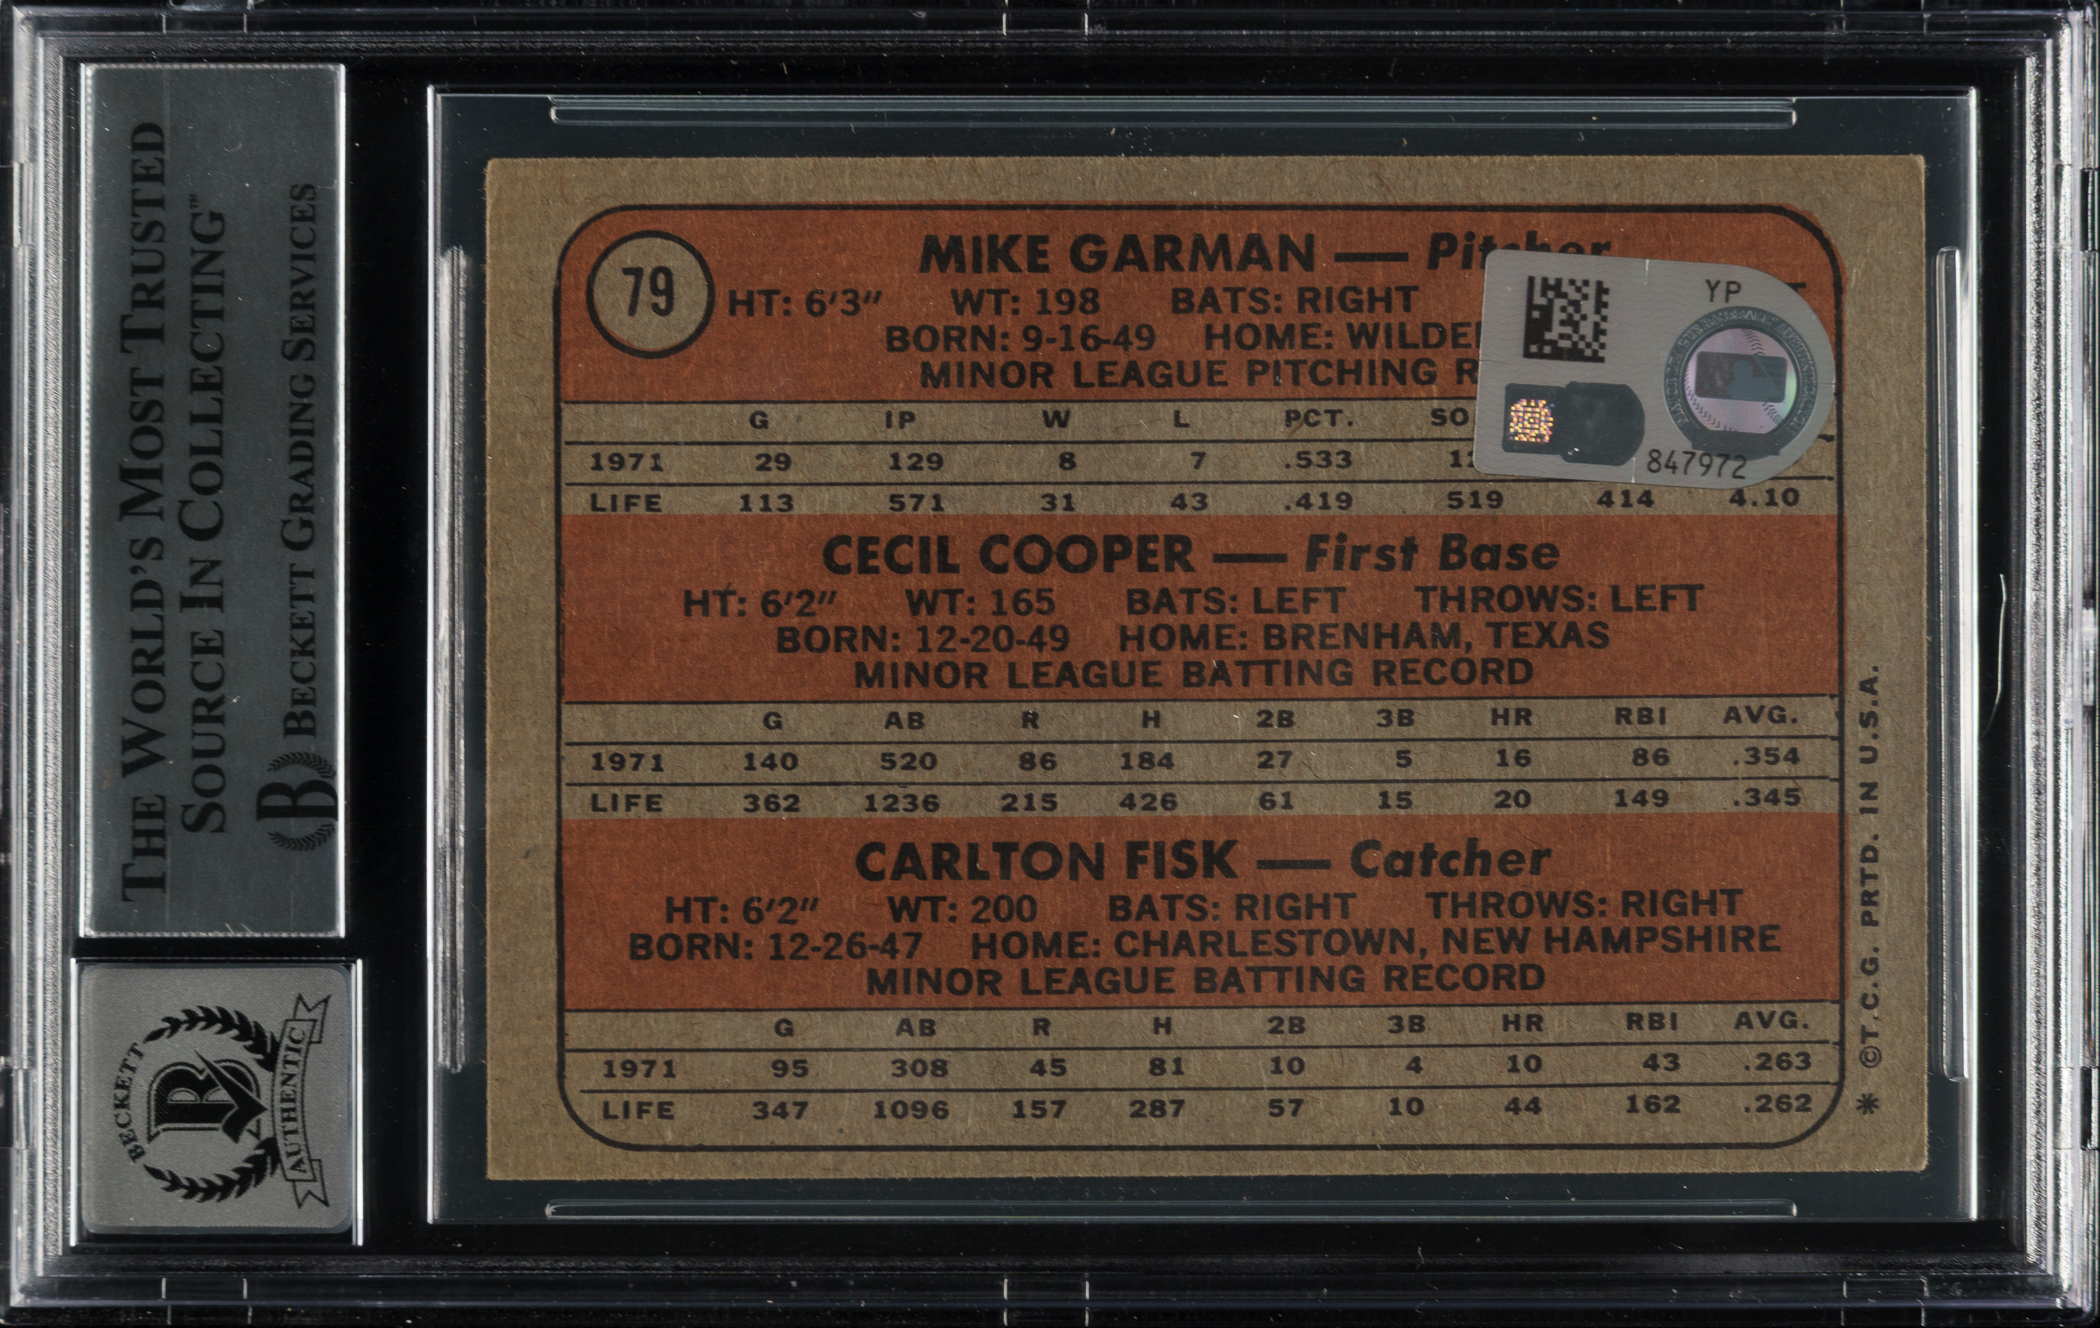 THE WORLD'S MOST TRUSTED
SOURCE IN COLLECTING™
BECKETT GRADING SERVICES
BECKETT
B
AUTHENTIC
79
MIKE GARMAN — Pitcher
HT: 6'3" WT: 198 BATS: RIGHT
BORN: 9-16-49 HOME: WILDE
MINOR LEAGUE PITCHING R
G IP W L PCT. SO
1971 29 129 8 7 .533 12
LIFE 113 571 31 43 .419 519 414 4.10
YP
847972
CECIL COOPER — First Base
HT: 6'2" WT: 165 BATS: LEFT THROWS: LEFT
BORN: 12-20-49 HOME: BRENHAM, TEXAS
MINOR LEAGUE BATTING RECORD
G AB R H 2B 3B HR RBI AVG.
1971 140 520 86 184 27 5 16 86 .354
LIFE 362 1236 215 426 61 15 20 149 .345
CARLTON FISK — Catcher
HT: 6'2" WT: 200 BATS: RIGHT THROWS: RIGHT
BORN: 12-26-47 HOME: CHARLESTOWN, NEW HAMPSHIRE
MINOR LEAGUE BATTING RECORD
G AB R H 2B 3B HR RBI AVG.
1971 95 308 45 81 10 4 10 43 .263
LIFE 347 1096 157 287 57 10 44 162 .262
* ©T.C.G. PRTD. IN U.S.A.